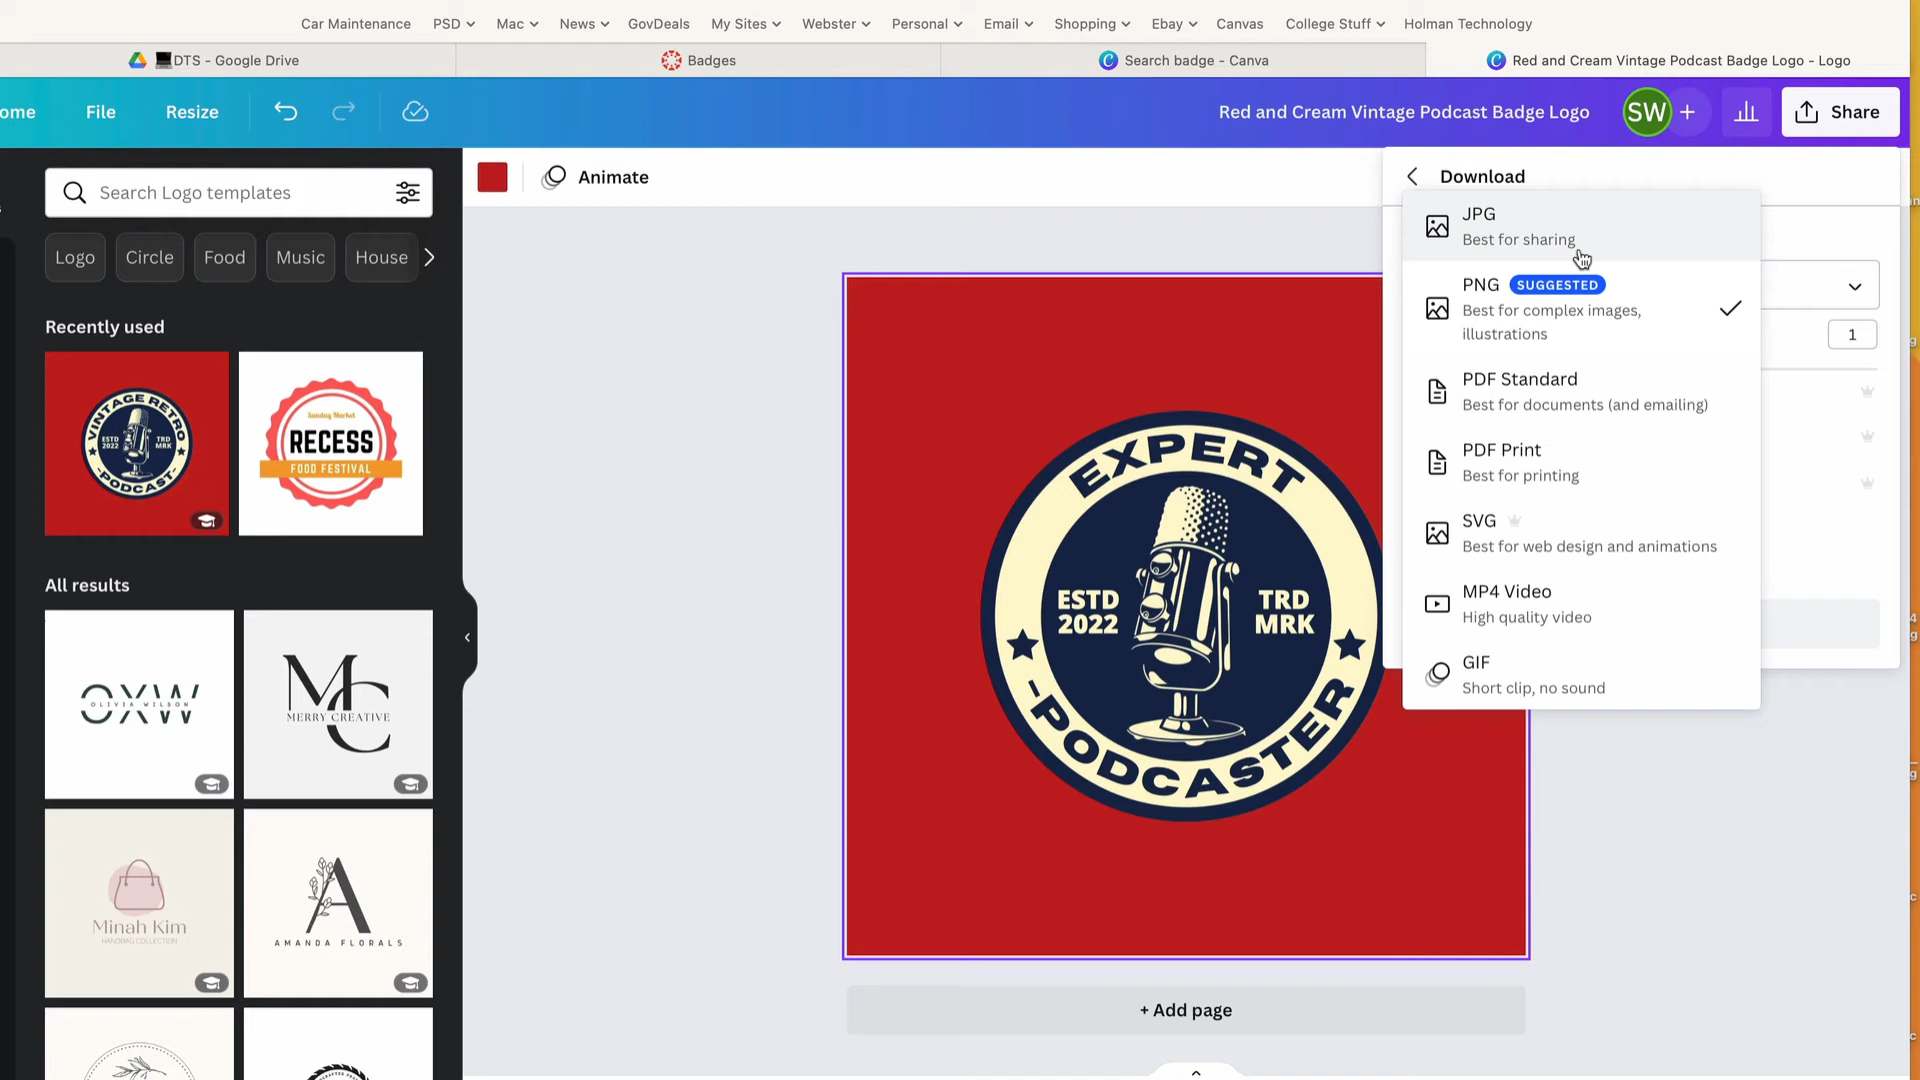 Car Maintenance PSD Mac News GovDeals My Sites Webster Personal Email Shopping Ebay Canvas College Stuff Holman Technology
DTS - Google Drive
Badges
Search badge - Canva
Red and Cream Vintage Podcast Badge Logo - Logo
ome
File
Resize
Red and Cream Vintage Podcast Badge Logo
SW
Share
Search Logo templates
Logo
Circle
Food
Music
House
Recently used
VINTAGE RETRO
ESTD
2022
TRD
MRK
-PODCAST-
Sunday Market
RECESS
FOOD FESTIVAL
All results
OXW
OLIVIA WILSON
MC
MERRY CREATIVE
Minah Kim
HANDBAG COLLECTION
A
AMANDA FLORALS
Animate
EXPERT
ESTD
2022
TRD
MRK
-PODCASTER
+ Add page
Download
JPG
Best for sharing
PNG SUGGESTED
Best for complex images,
illustrations
1
PDF Standard
Best for documents (and emailing)
PDF Print
Best for printing
SVG
Best for web design and animations
MP4 Video
High quality video
GIF
Short clip, no sound